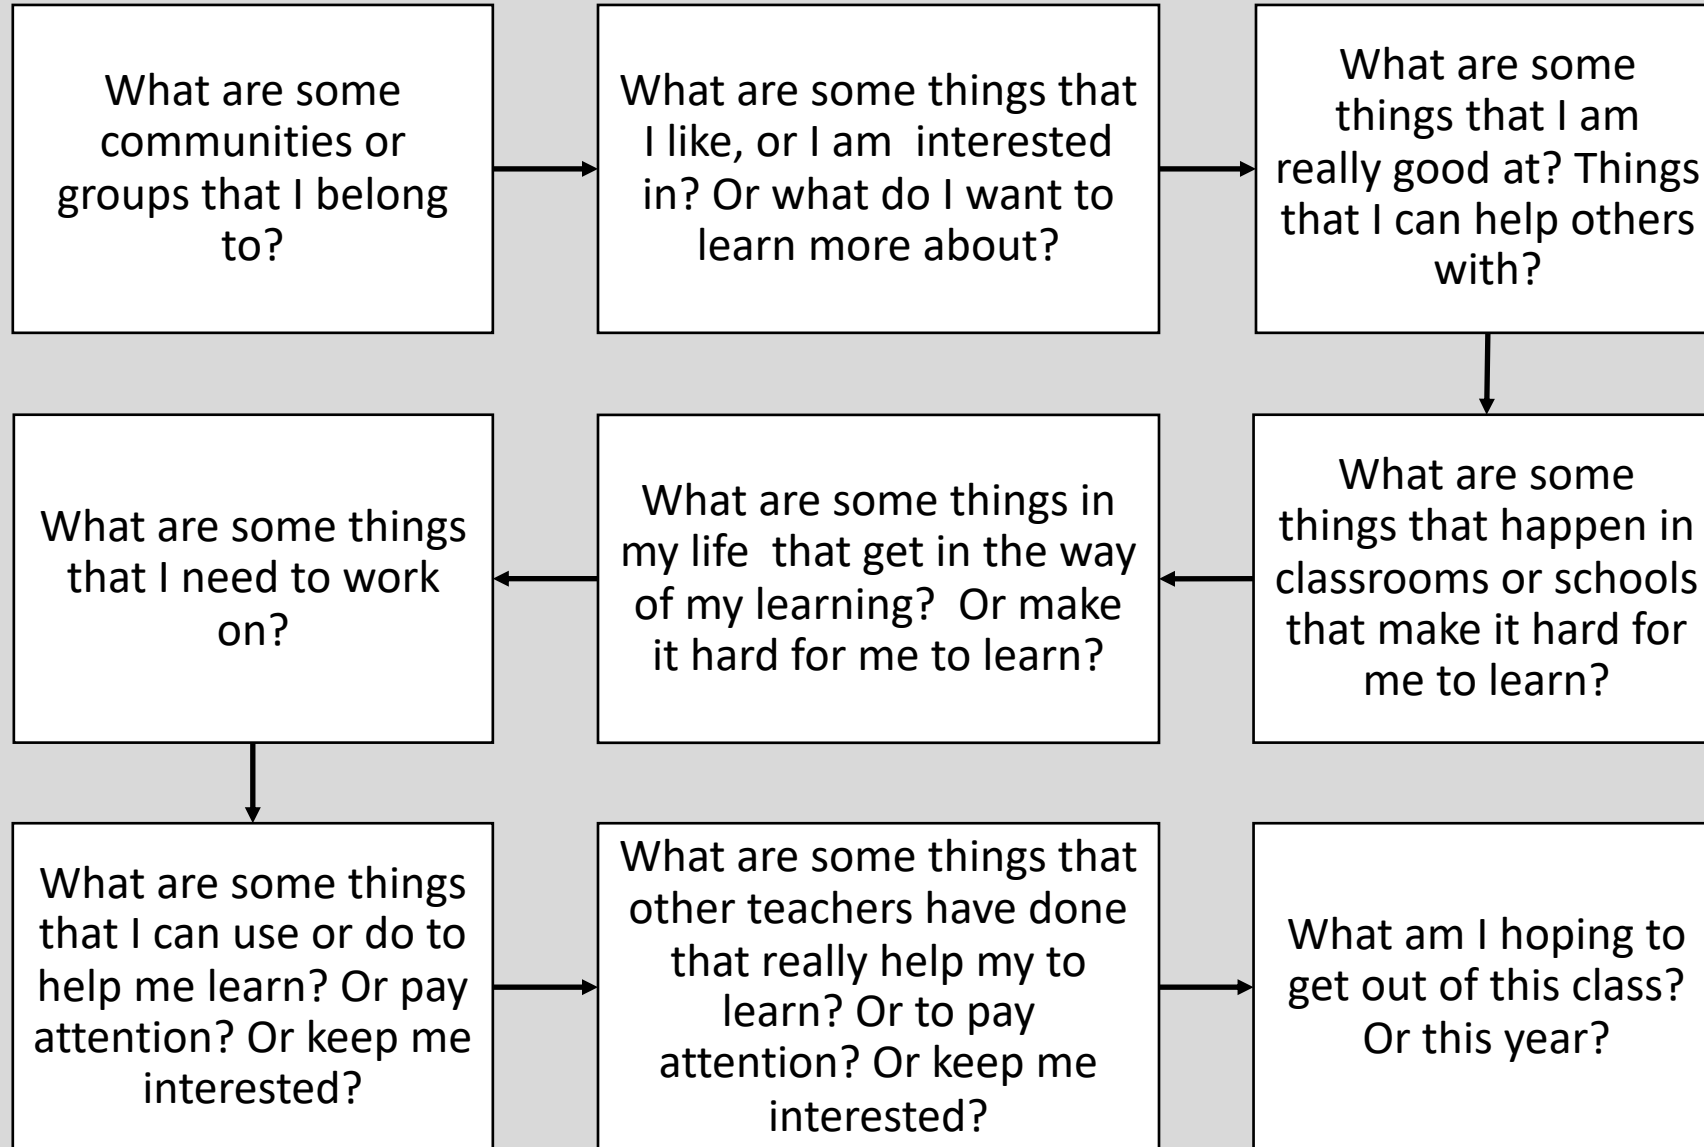 What are some
communities or
groups that I belong
to?
What are some things that
I like, or I am  interested
in? Or what do I want to
learn more about?
What are some
things that I am
really good at? Things
that I can help others
with?
What are some
things that happen in
classrooms or schools
that make it hard for
me to learn?
What are some things in
my life  that get in the way
of my learning?  Or make
it hard for me to learn?
What are some things
that I need to work
on?
What are some things
that I can use or do to
help me learn? Or pay
attention? Or keep me
interested?
What are some things that
other teachers have done
that really help my to
learn? Or to pay
attention? Or keep me
interested?
What am I hoping to
get out of this class?
Or this year?